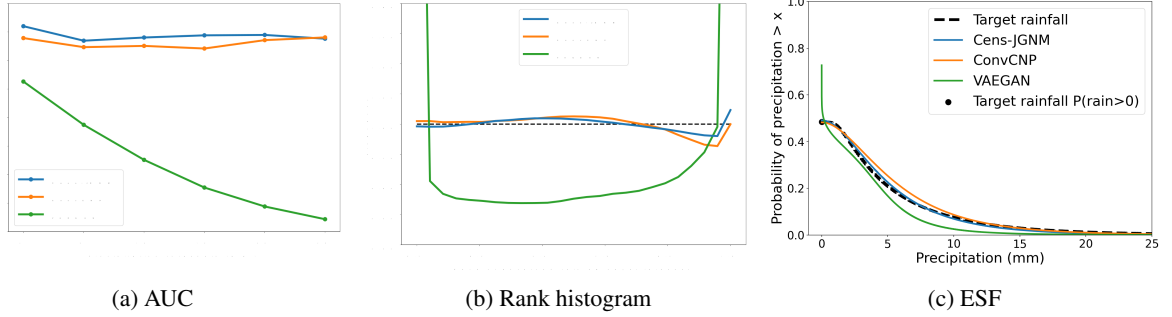 Probability of precipitation > x
1.0
0.8
0.6
0.4
0.2
0.0
Target rainfall
Cens-JGNM
ConvCNP
VAEGAN
Target rainfall P(rain>0)
0
5
10
15
20
25
Precipitation (mm)
(a) AUC
(b) Rank histogram
(c) ESF